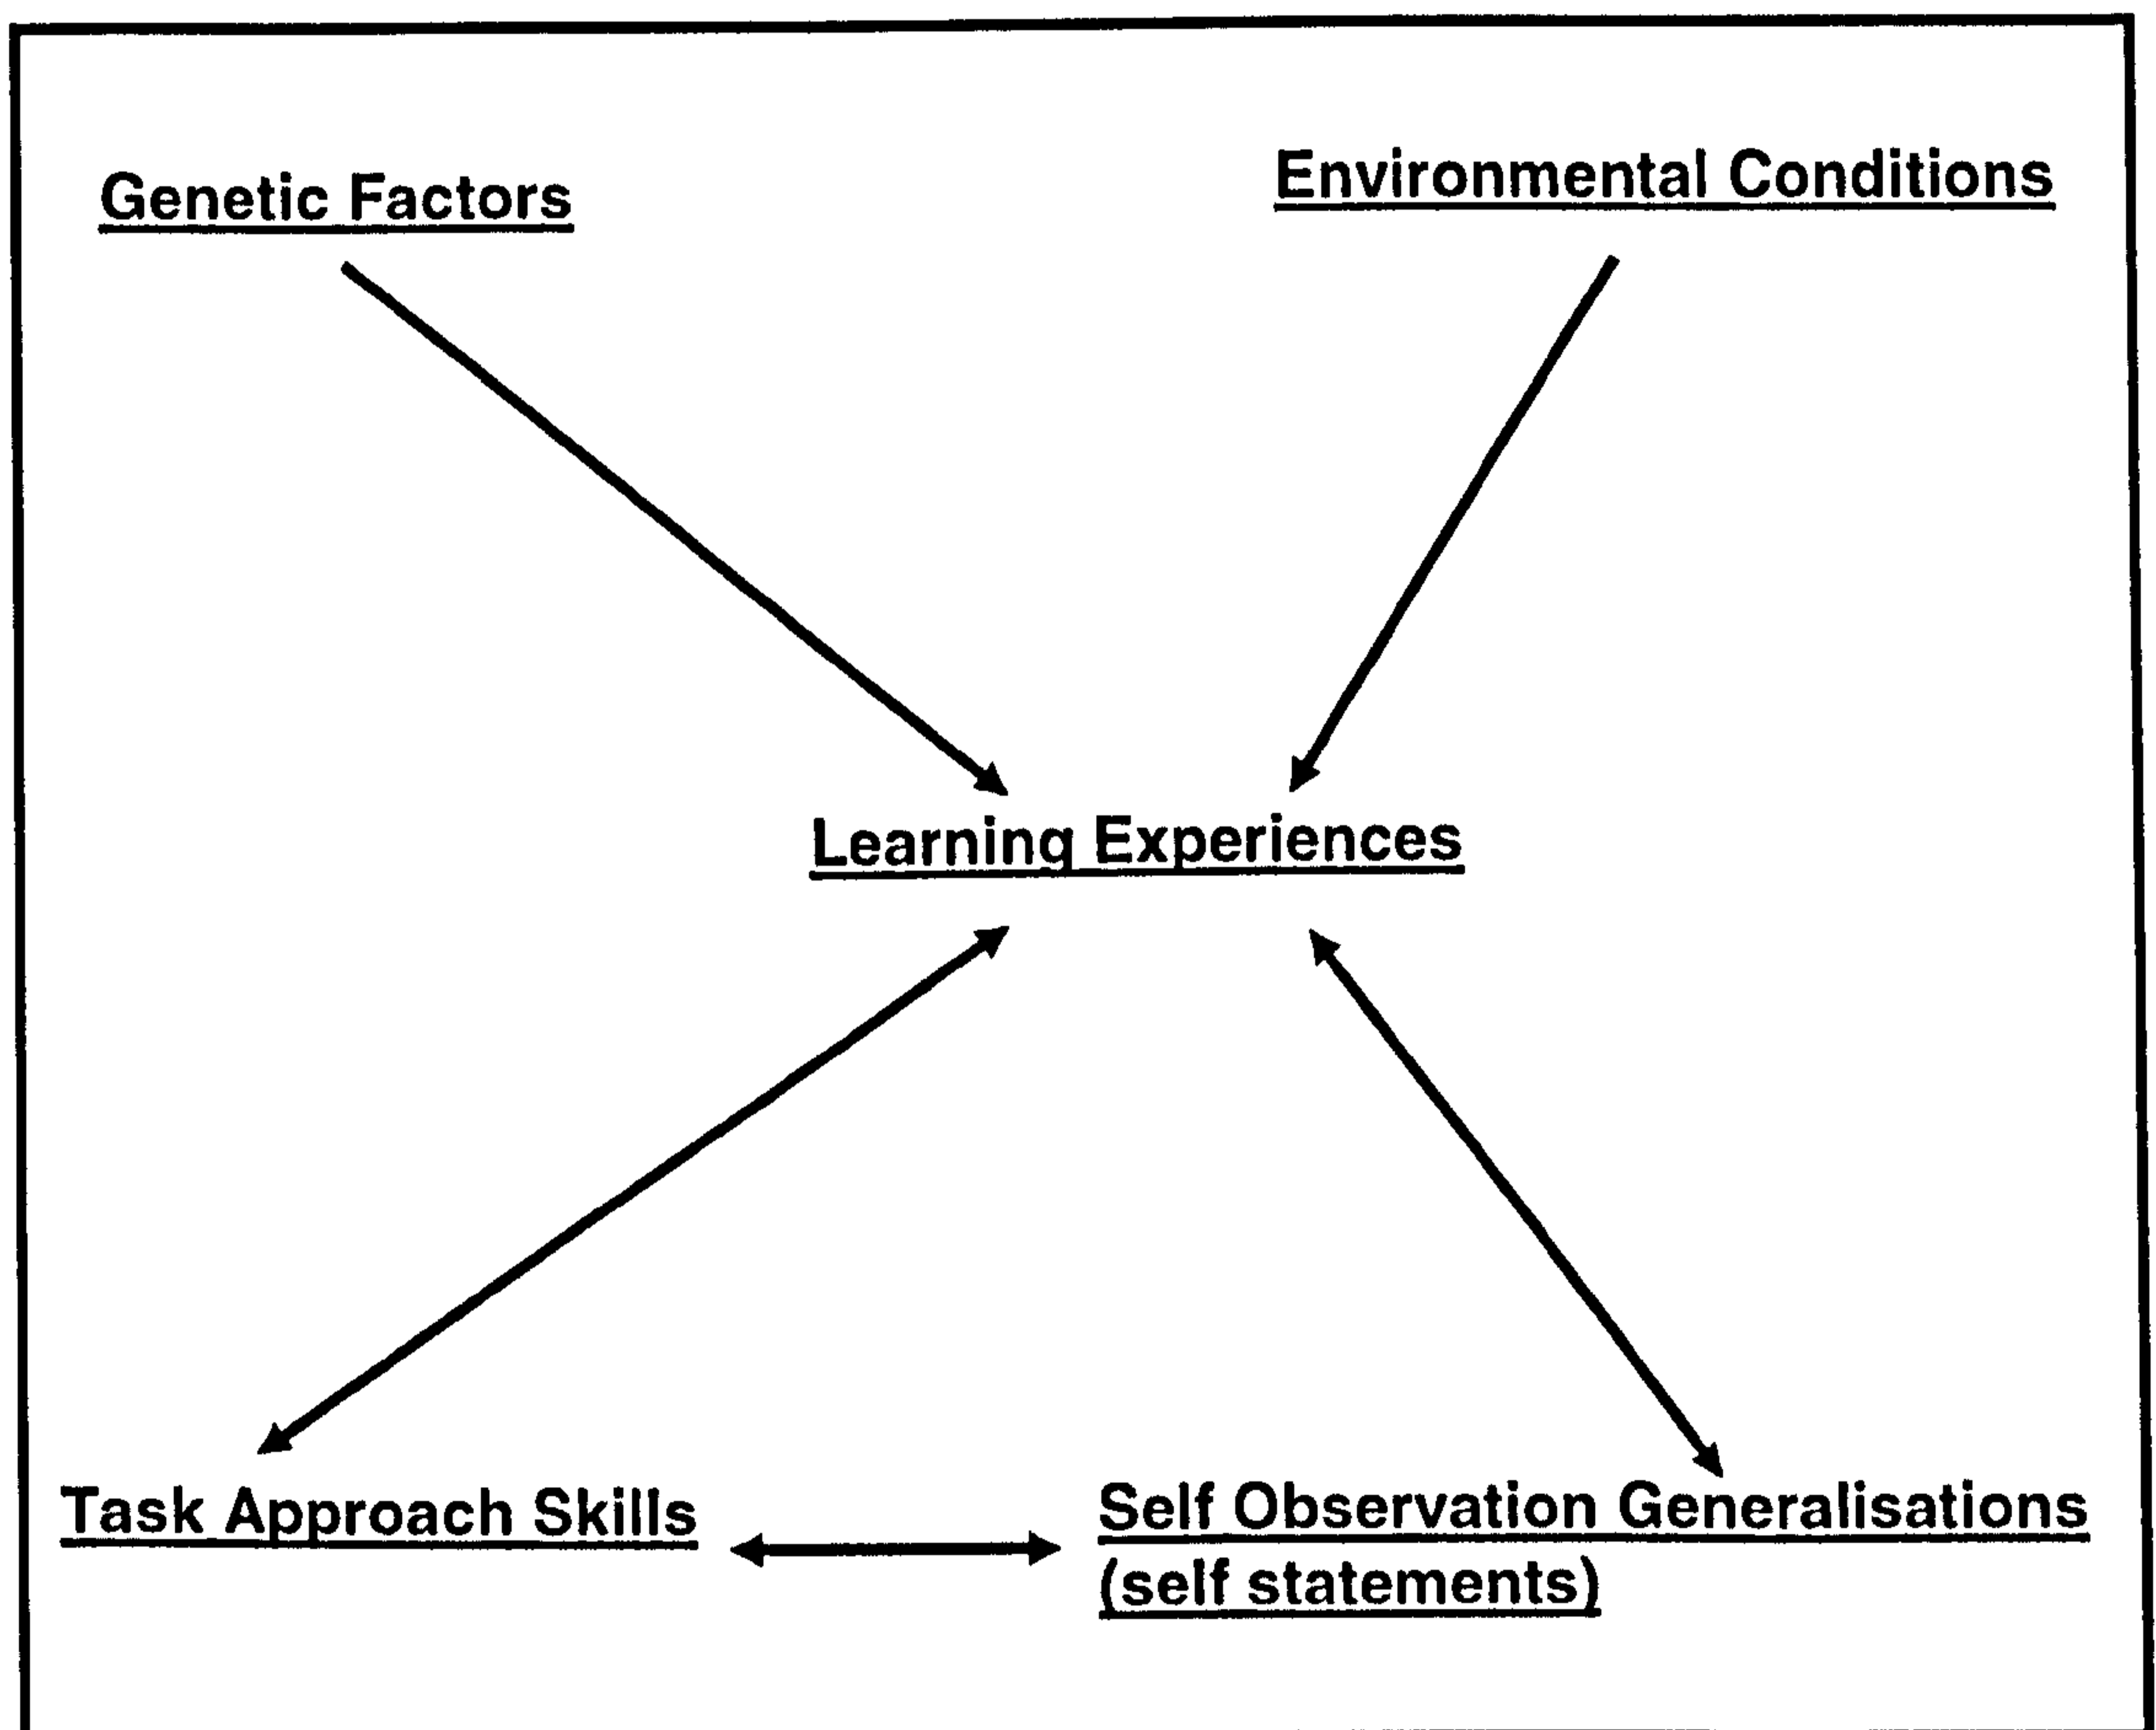 Genetic Factors
Environmental Conditions
Learning Experiences
Task Approach Skills
Self Observation Generalisations
(self statements)